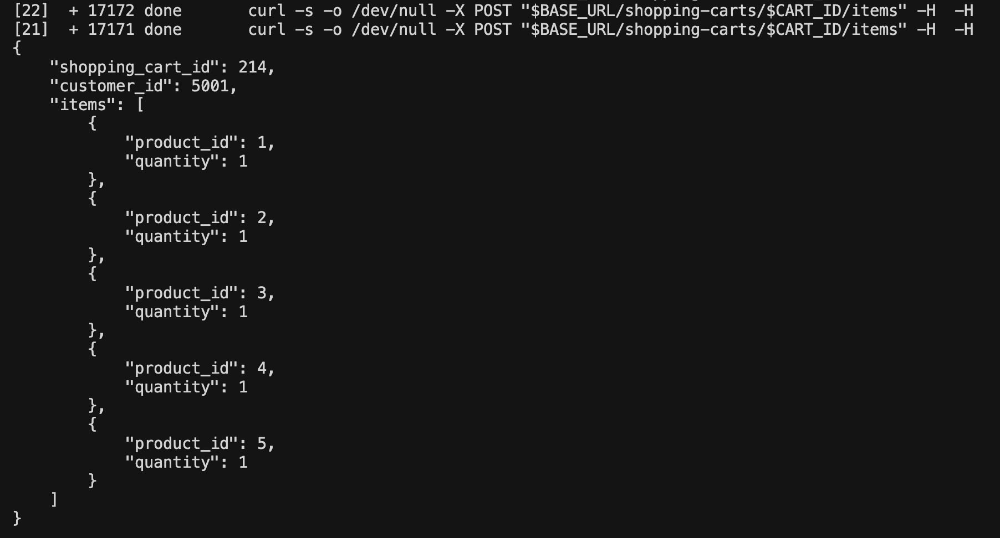 [22]  + 17172 done       curl -s -o /dev/null -X POST "$BASE_URL/shopping-carts/$CART_ID/items" -H  -H
[21]  + 17171 done       curl -s -o /dev/null -X POST "$BASE_URL/shopping-carts/$CART_ID/items" -H  -H
{
    "shopping_cart_id": 214,
    "customer_id": 5001,
    "items": [
        {
            "product_id": 1,
            "quantity": 1
        },
        {
            "product_id": 2,
            "quantity": 1
        },
        {
            "product_id": 3,
            "quantity": 1
        },
        {
            "product_id": 4,
            "quantity": 1
        },
        {
            "product_id": 5,
            "quantity": 1
        }
    ]
}